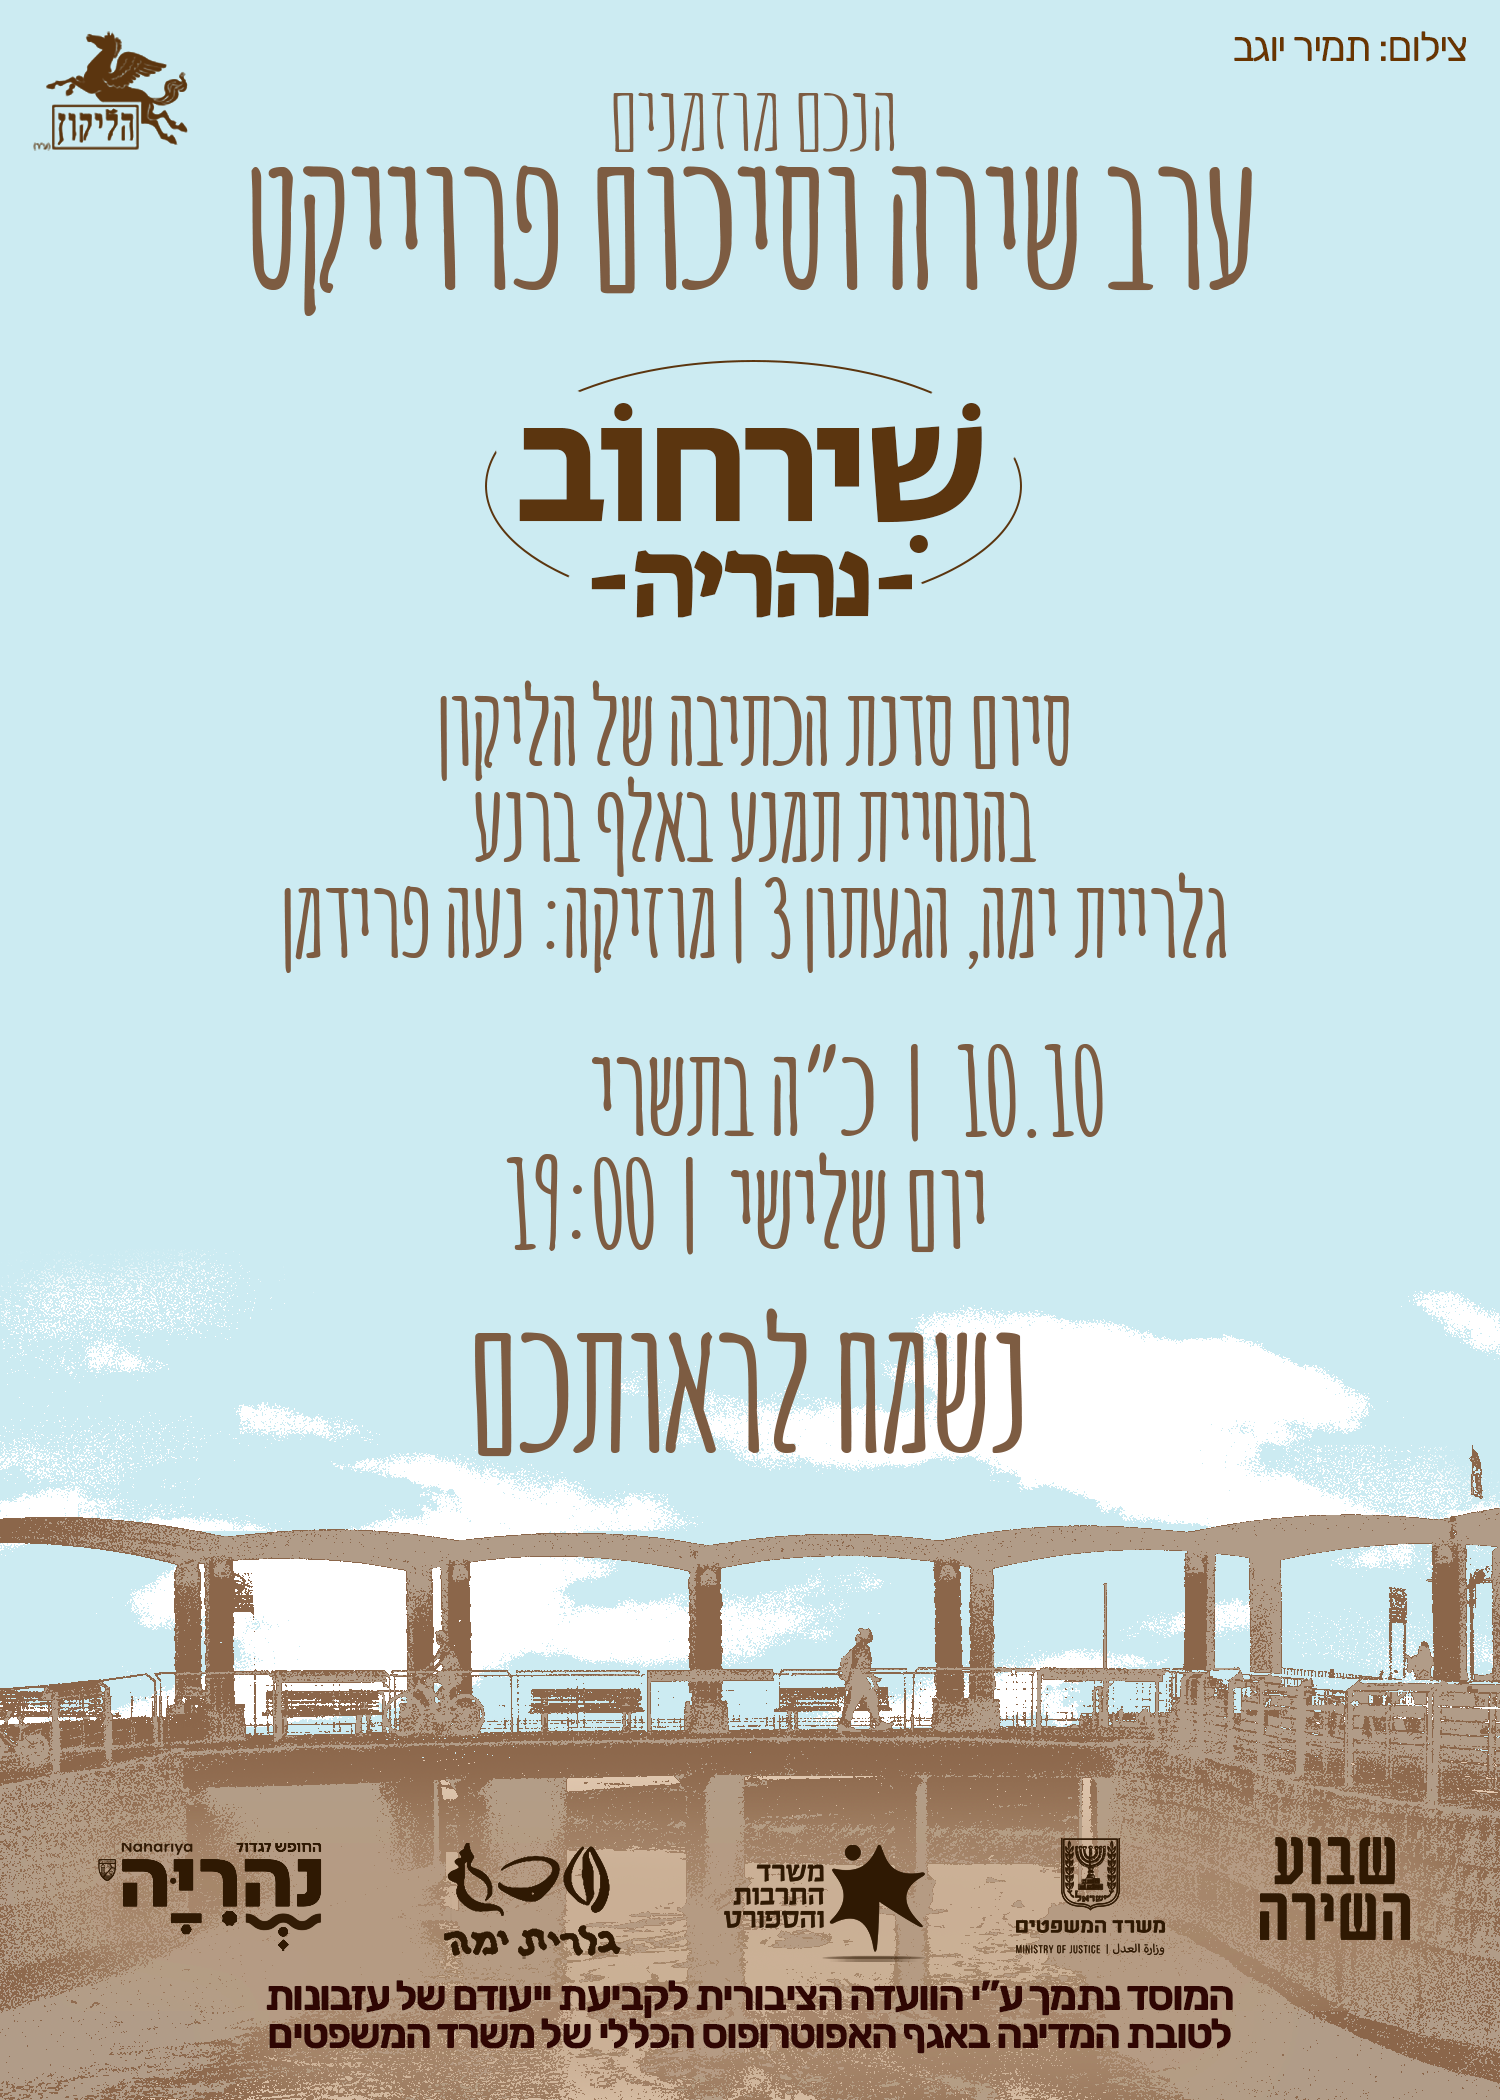 צילום: תמיר יוגב
הליקון
הנכם מוזמנים
ערב שירה וסיכום פרוייקט
שִׁירחוֹב
-נהריה-
סיום סדנת הכתיבה של הליקון
בהנחיית תמנע באלף ברנע
גלריית ימה, הגעתון 3 | מוזיקה: נעה פרידמן
10.10 | כ"ה בתשרי
יום שלישי | 19:00
נשמח לראותכם
שבוע
השירה
ישראל
משרד המשפטים
MINISTRY OF JUSTICE | وزارة العدل
משרד
התרבות
והספורט
גלרית ימה
החופש לגדול Nahariya
נְהָרִיָּה
המוסד נתמך ע"י הוועדה הציבורית לקביעת ייעודם של עזבונות
לטובת המדינה באגף האפוטרופוס הכללי של משרד המשפטים